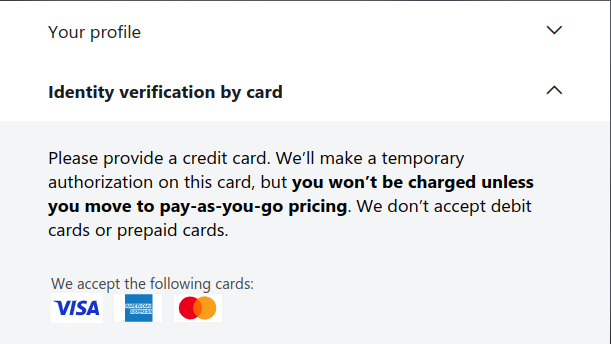 Your profile
Identity verification by card
Please provide a credit card. We’ll make a temporary
authorization on this card, but you won’t be charged unless
you move to pay-as-you-go pricing. We don’t accept debit
cards or prepaid cards.
We accept the following cards:
VISA AMERICAN EXPRESS